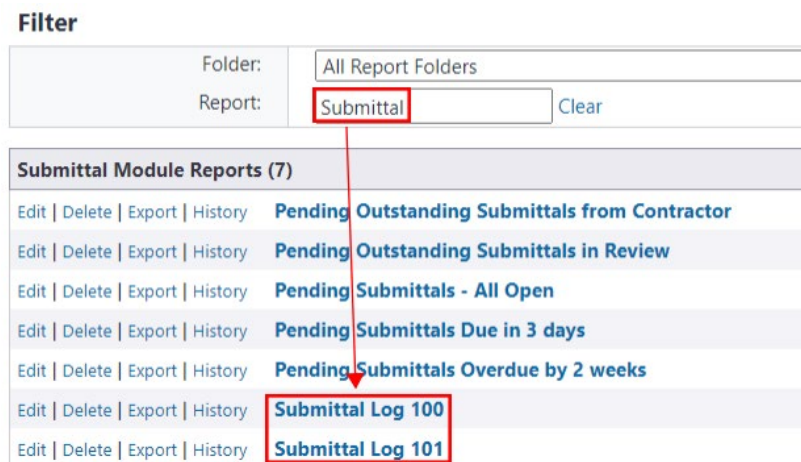 Filter
Folder: All Report Folders
Report: Submittal Clear
Submittal Module Reports (7)
Edit | Delete | Export | History Pending Outstanding Submittals from Contractor
Edit | Delete | Export | History Pending Outstanding Submittals in Review
Edit | Delete | Export | History Pending Submittals - All Open
Edit | Delete | Export | History Pending Submittals Due in 3 days
Edit | Delete | Export | History Pending Submittals Overdue by 2 weeks
Edit | Delete | Export | History Submittal Log 100
Edit | Delete | Export | History Submittal Log 101